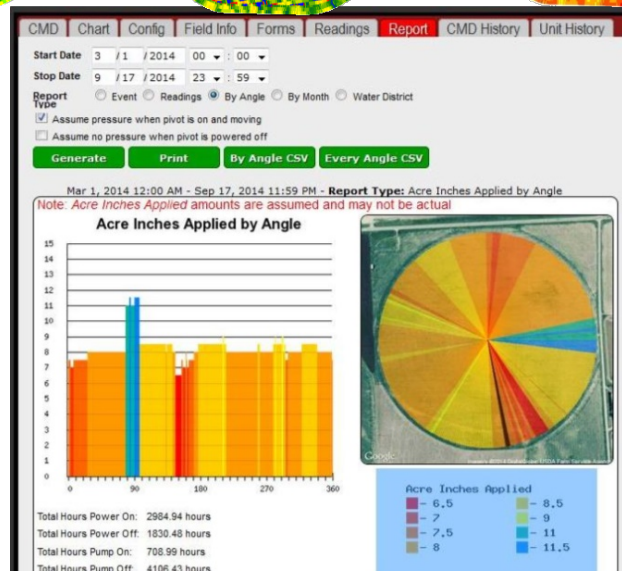 CMD Chart Config Field Info Forms Readings Report CMD History Unit History
Start Date 3 / 1 / 2014 00 : 00
Stop Date 9 / 17 / 2014 23 : 59
Report Type Event Readings By Angle By Month Water District
Assume pressure when pivot is on and moving
Assume no pressure when pivot is powered off
Generate Print By Angle CSV Every Angle CSV
Mar 1, 2014 12:00 AM - Sep 17, 2014 11:59 PM - Report Type: Acre Inches Applied by Angle
Note: Acre Inches Applied amounts are assumed and may not be actual
Acre Inches Applied by Angle
15
14
13
12
11
10
9
8
7
6
5
4
3
2
1
0
0 90 180 270 360
Google
Acre Inches Applied
- 6.5 - 8.5
- 7 - 9
- 7.5 - 11
- 8 - 11.5
Total Hours Power On: 2984.94 hours
Total Hours Power Off: 1830.48 hours
Total Hours Pump On: 708.99 hours
Total Hours Pump Off: 4106.43 hours